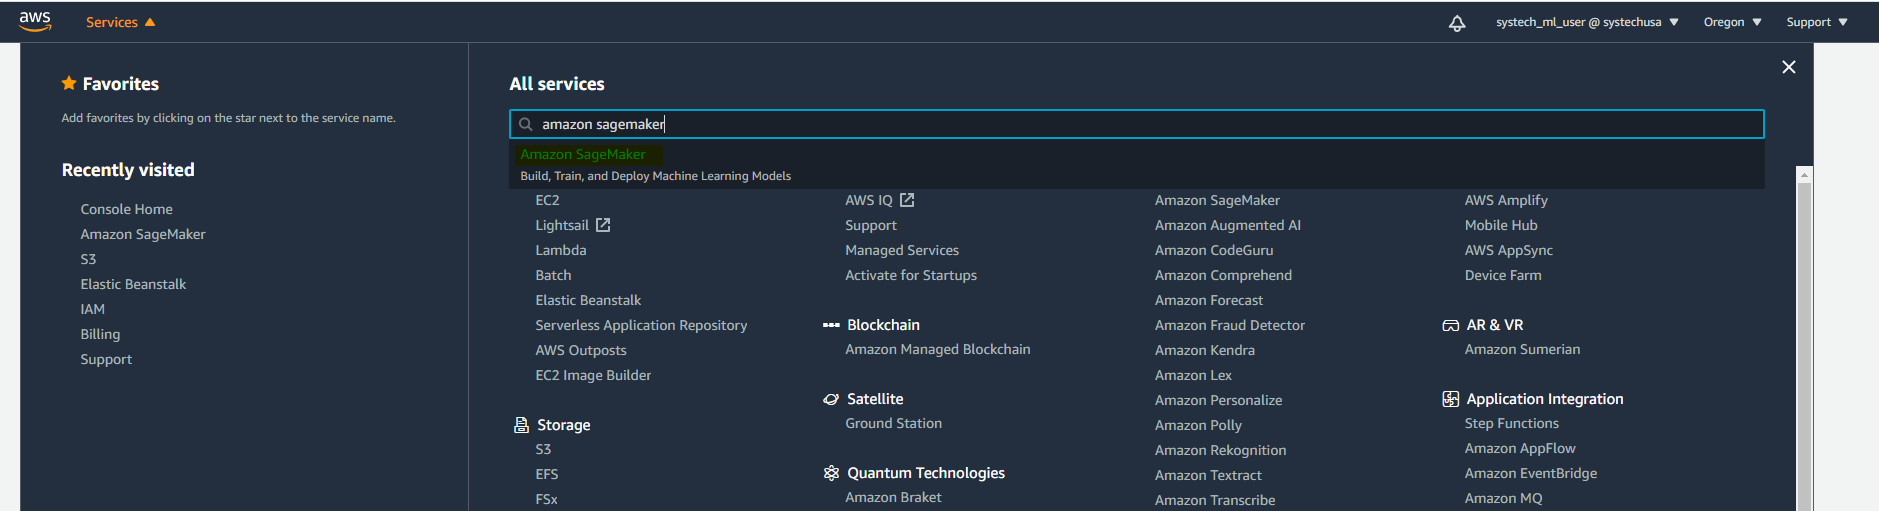 aws
Services
systech_ml_user @ systechusa
Oregon
Support
Favorites
Add favorites by clicking on the star next to the service name.
Recently visited
Console Home
Amazon SageMaker
S3
Elastic Beanstalk
IAM
Billing
Support
All services
amazon sagemaker
Amazon SageMaker
Build, Train, and Deploy Machine Learning Models
EC2
Lightsail
Lambda
Batch
Elastic Beanstalk
Serverless Application Repository
AWS Outposts
EC2 Image Builder
Storage
S3
EFS
FSx
AWS IQ
Support
Managed Services
Activate for Startups
Blockchain
Amazon Managed Blockchain
Satellite
Ground Station
Quantum Technologies
Amazon Braket
Amazon SageMaker
Amazon Augmented AI
Amazon CodeGuru
Amazon Comprehend
Amazon Forecast
Amazon Fraud Detector
Amazon Kendra
Amazon Lex
Amazon Personalize
Amazon Polly
Amazon Rekognition
Amazon Textract
Amazon Transcribe
AWS Amplify
Mobile Hub
AWS AppSync
Device Farm
AR & VR
Amazon Sumerian
Application Integration
Step Functions
Amazon AppFlow
Amazon EventBridge
Amazon MQ